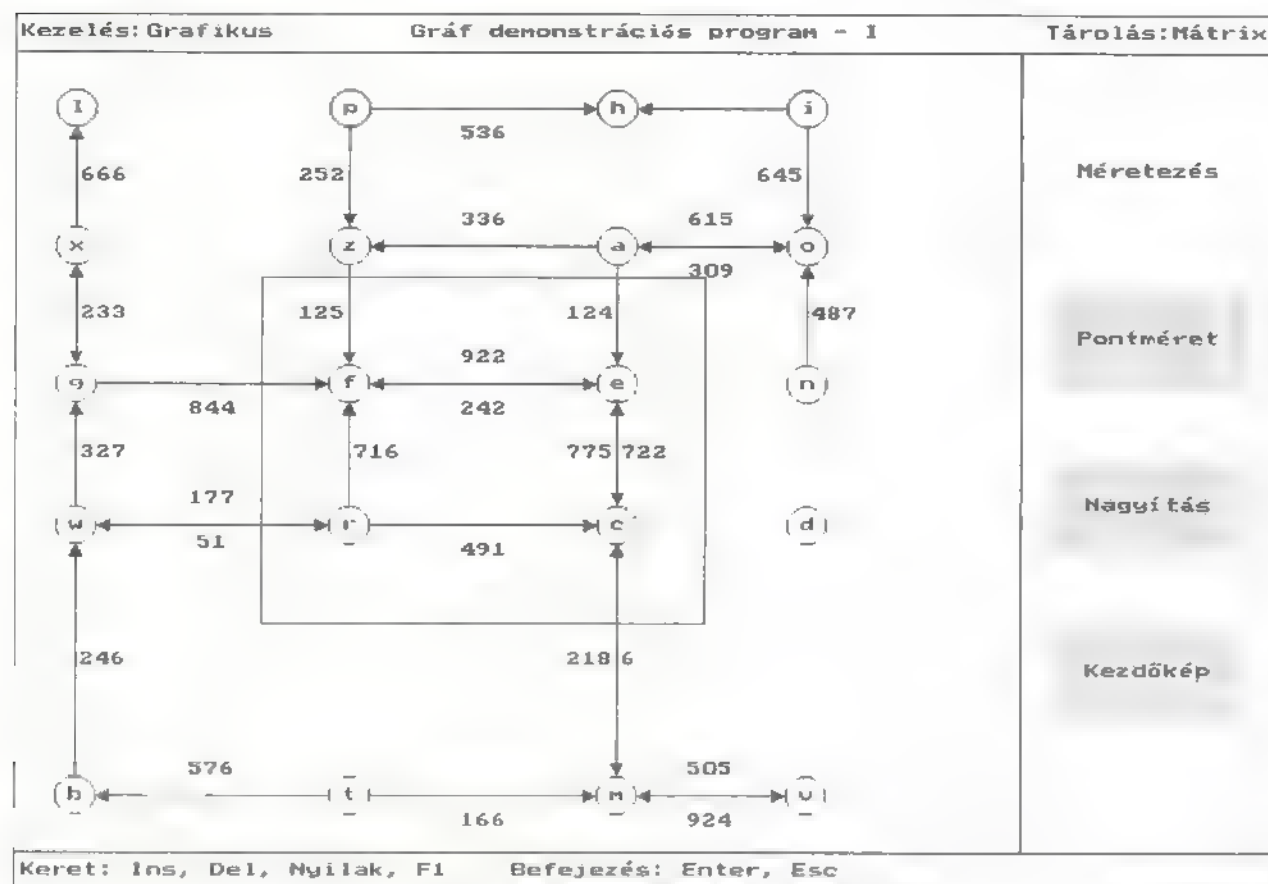 Kezelés:Grafikus Gráf demonstrációs program - I Tárolás:Mátrix
l p h i
536
666 252 645 Méretezés
336 615
x z a o
309
233 125 124 487
922 Pontméret
g f e n
844 242
327 716 775 722
177 Nagyítás
w r c d
51 491
246 218 6 Kezdőkép
576 505
b t m v
166 924
Keret: Ins, Del, Nyilak, F1 Befejezés: Enter, Esc